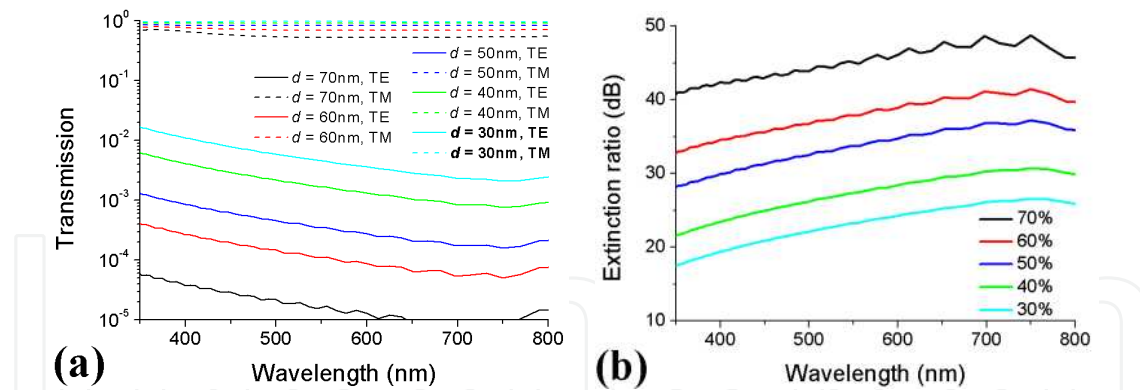 10^0
10^-1
10^-2
10^-3
10^-4
10^-5
Transmission
d = 70nm, TE
d = 70nm, TM
d = 60nm, TE
d = 60nm, TM
d = 50nm, TE
d = 50nm, TM
d = 40nm, TE
d = 40nm, TM
d = 30nm, TE
d = 30nm, TM
400 500 600 700 800
Wavelength (nm)
(a)
50
40
30
20
10
Extinction ratio (dB)
70%
60%
50%
40%
30%
400 500 600 700 800
Wavelength (nm)
(b)